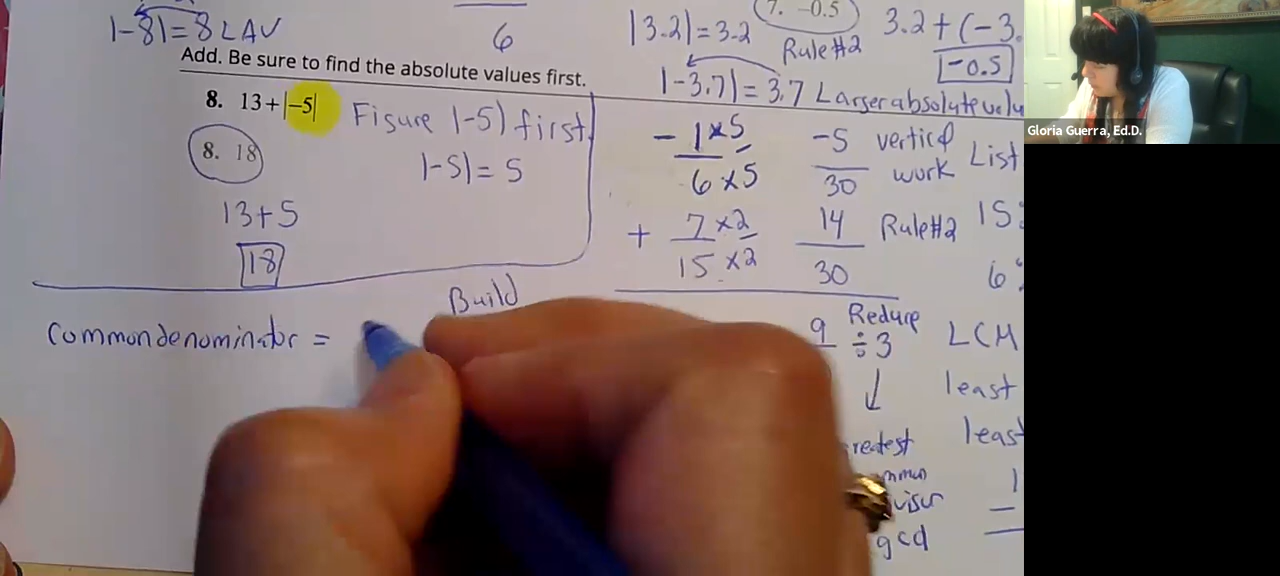 |-8| = 8 LAV
6
|3.2| = 3.2
7. -0.5
Rule#2
3.2 + (-3.
-0.5
|-3.7| = 3.7 Larger absolute valu
Add. Be sure to find the absolute values first.
8. 13+|−5|
Figure |-5| first.
8. 18
|-5| = 5
13+5
18
- 1 ×5
6 ×5
-5
30
vertical
work
List
+ 7 ×2
15 ×2
14
30
Rule#2
15:
6:
Build
Common denominator =
9
Reduce
÷3
LCM
least
least
reatest
mmon
visor
gcd
1
Gloria Guerra, Ed.D.